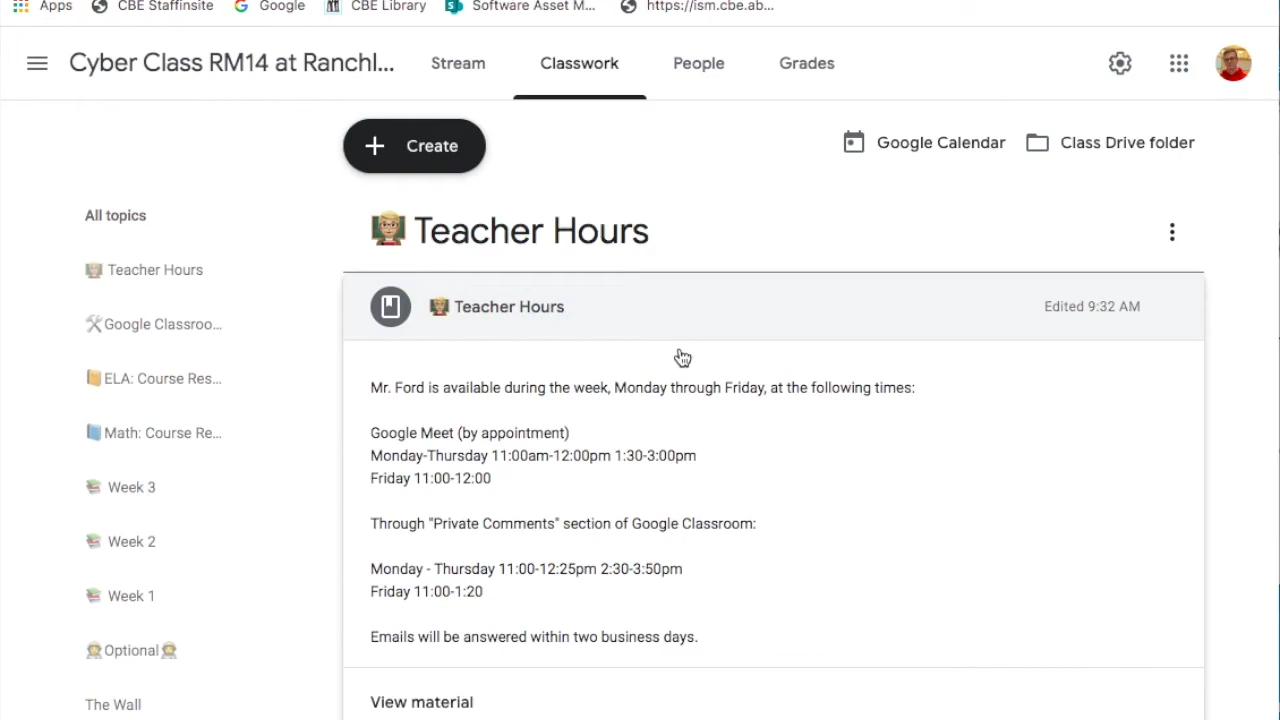 Apps CBE Staffinsite Google CBE Library Software Asset M... https://ism.cbe.ab...
Cyber Class RM14 at Ranchl... Stream Classwork People Grades
Create
Google Calendar Class Drive folder
All topics
Teacher Hours
Google Classroo...
ELA: Course Res...
Math: Course Re...
Week 3
Week 2
Week 1
Optional
The Wall
Teacher Hours
Teacher Hours Edited 9:32 AM
Mr. Ford is available during the week, Monday through Friday, at the following times:
Google Meet (by appointment)
Monday-Thursday 11:00am-12:00pm 1:30-3:00pm
Friday 11:00-12:00
Through "Private Comments" section of Google Classroom:
Monday - Thursday 11:00-12:25pm 2:30-3:50pm
Friday 11:00-1:20
Emails will be answered within two business days.
View material